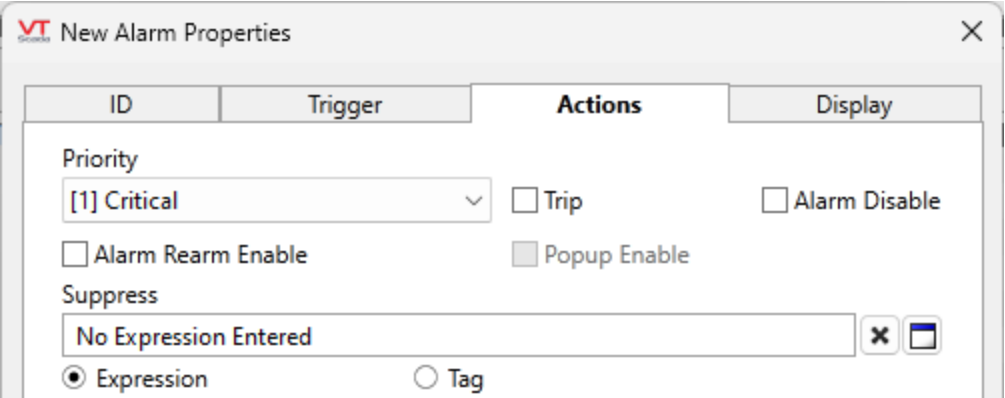 VT
Scada
New Alarm Properties
ID Trigger Actions Display
Priority
[1] Critical Trip Alarm Disable
Alarm Rearm Enable Popup Enable
Suppress
No Expression Entered
Expression Tag